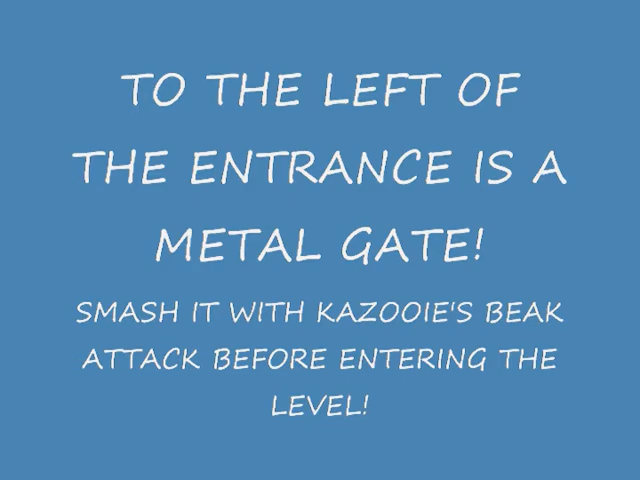 TO THE LEFT OF
THE ENTRANCE IS A
METAL GATE!
SMASH IT WITH KAZOOIE'S BEAK
ATTACK BEFORE ENTERING THE
LEVEL!